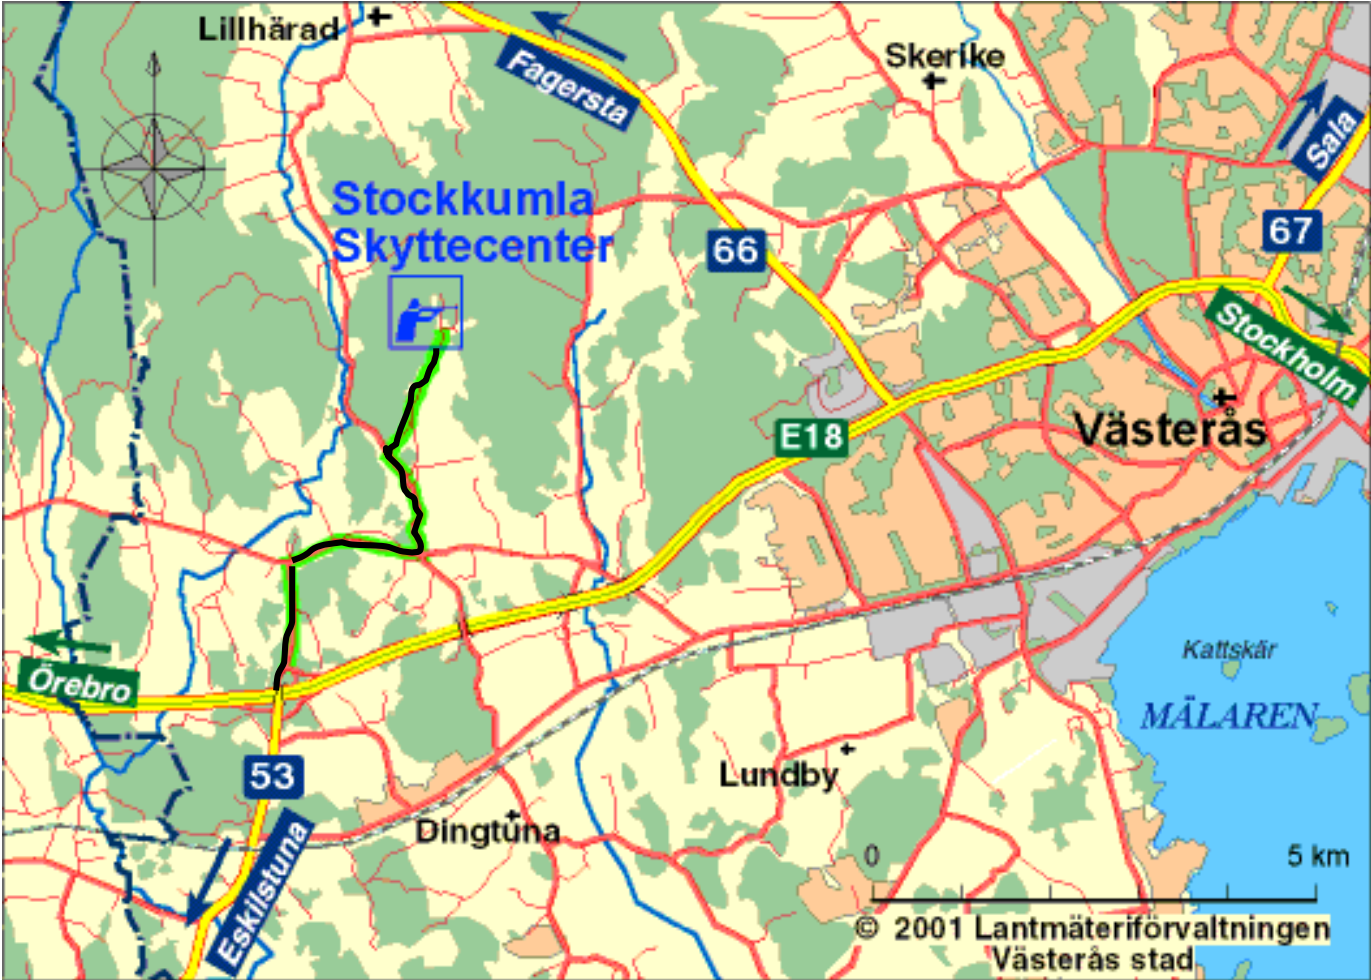 Lillhärad
Fagersta
Skerike
Sala
Stockkumla
Skyttecenter
66
67
Stockholm
E18
Västerås
Örebro
Kattskär
MÄLAREN
53
Lundby
Dingtuna
Eskilstuna
0 5 km
© 2001 Lantmäteriförvaltningen
Västerås stad